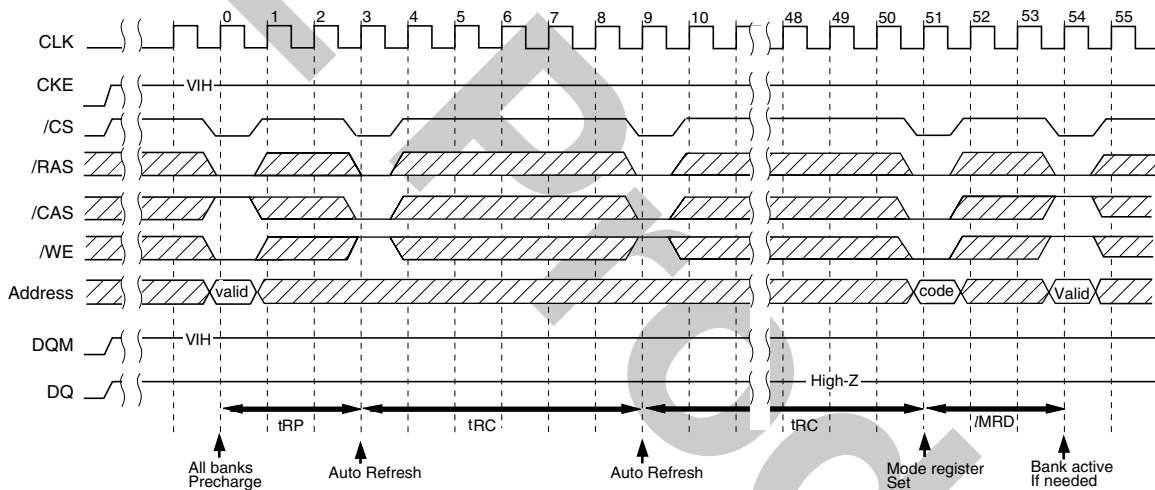 0 1 2 3 4 5 6 7 8 9 10 48 49 50 51 52 53 54 55
CLK
CKE VIH
/CS
/RAS
/CAS
/WE
Address valid code Valid
DQM VIH
DQ High-Z
tRP tRC tRC lMRD
All banks
Precharge
Auto Refresh
Auto Refresh
Mode register
Set
Bank active
If needed